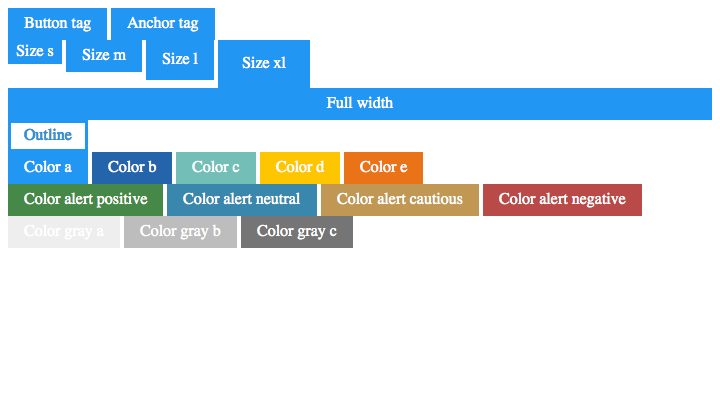 Button tag Anchor tag
Size s Size m Size l Size xl
Full width
Outline
Color a Color b Color c Color d Color e
Color alert positive Color alert neutral Color alert cautious Color alert negative
Color gray a Color gray b Color gray c